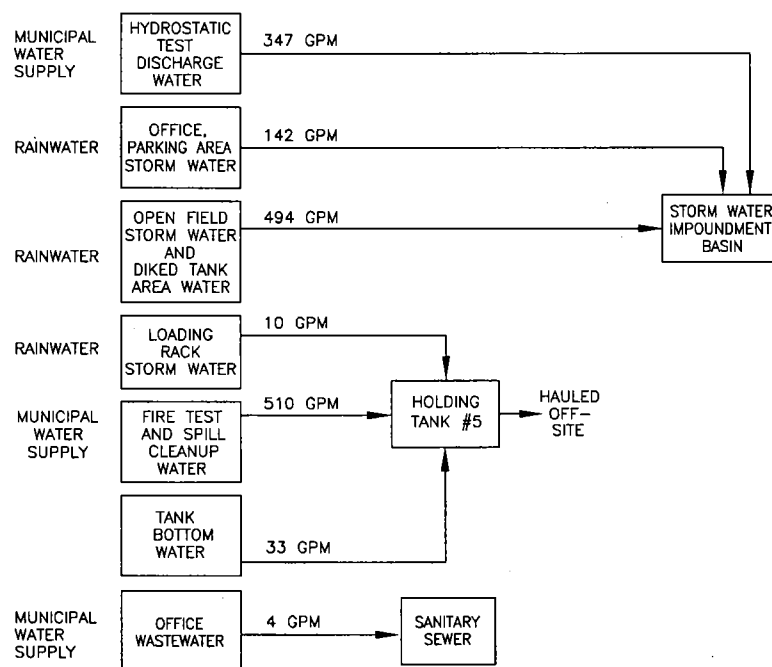 MUNICIPAL
WATER
SUPPLY
HYDROSTATIC
TEST
DISCHARGE
WATER
347 GPM
RAINWATER
OFFICE,
PARKING AREA
STORM WATER
142 GPM
RAINWATER
OPEN FIELD
STORM WATER
AND
DIKED TANK
AREA WATER
494 GPM
STORM WATER
IMPOUNDMENT
BASIN
RAINWATER
LOADING
RACK
STORM WATER
10 GPM
MUNICIPAL
WATER
SUPPLY
FIRE TEST
AND SPILL
CLEANUP
WATER
510 GPM
HOLDING
TANK #5
HAULED
OFF-
SITE
TANK
BOTTOM
WATER
33 GPM
MUNICIPAL
WATER
SUPPLY
OFFICE
WASTEWATER
4 GPM
SANITARY
SEWER